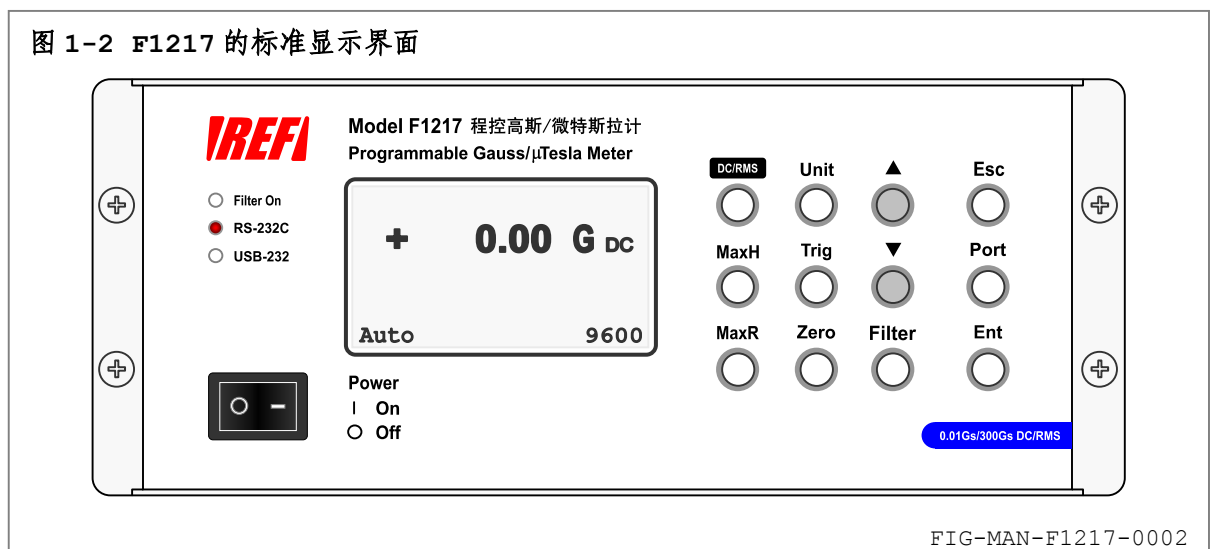 图 1-2 F1217 的标准显示界面
IREFI
Model F1217 程控高斯/微特斯拉计
Programmable Gauss/μTesla Meter
Filter On
RS-232C
USB-232
+ 0.00 G DC
Auto 9600
Power
I On
O Off
DC/RMS Unit ▲ Esc
MaxH Trig ▼ Port
MaxR Zero Filter Ent
0.01Gs/300Gs DC/RMS
FIG-MAN-F1217-0002